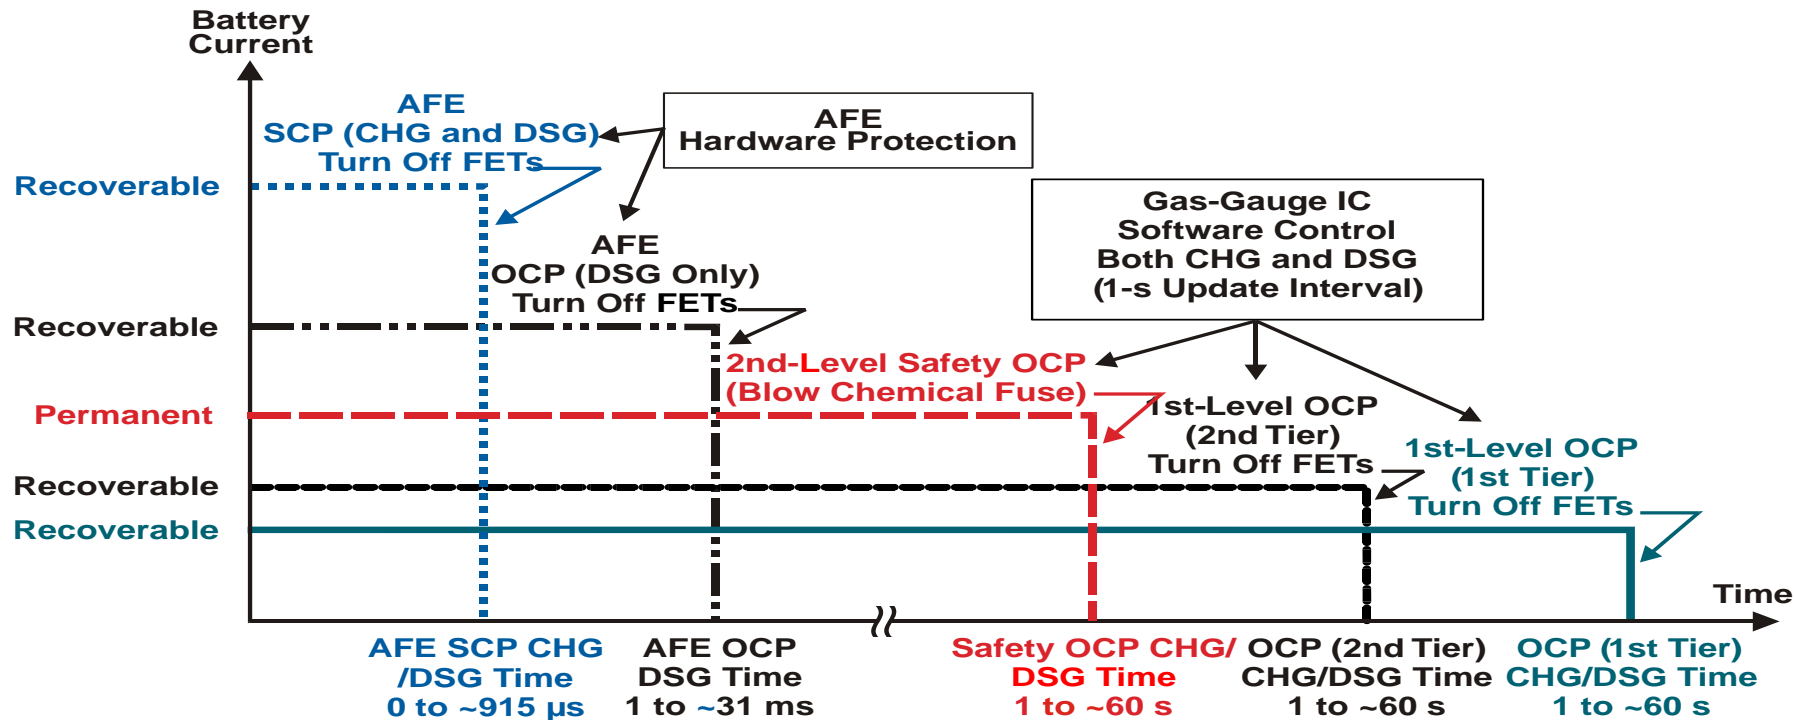 Battery
Current
AFE
SCP (CHG and DSG)
Turn Off FETs
AFE
Hardware Protection
Recoverable
Gas-Gauge IC
Software Control
Both CHG and DSG
(1-s Update Interval)
AFE
OCP (DSG Only)
Turn Off FETs
Recoverable
2nd-Level Safety OCP
(Blow Chemical Fuse)
Permanent
1st-Level OCP
(2nd Tier)
Turn Off FETs
1st-Level OCP
(1st Tier)
Turn Off FETs
Recoverable
Recoverable
Time
AFE SCP CHG
/DSG Time
0 to ~915 µs
AFE OCP
DSG Time
1 to ~31 ms
Safety OCP CHG/
DSG Time
1 to ~60 s
OCP (2nd Tier)
CHG/DSG Time
1 to ~60 s
OCP (1st Tier)
CHG/DSG Time
1 to ~60 s